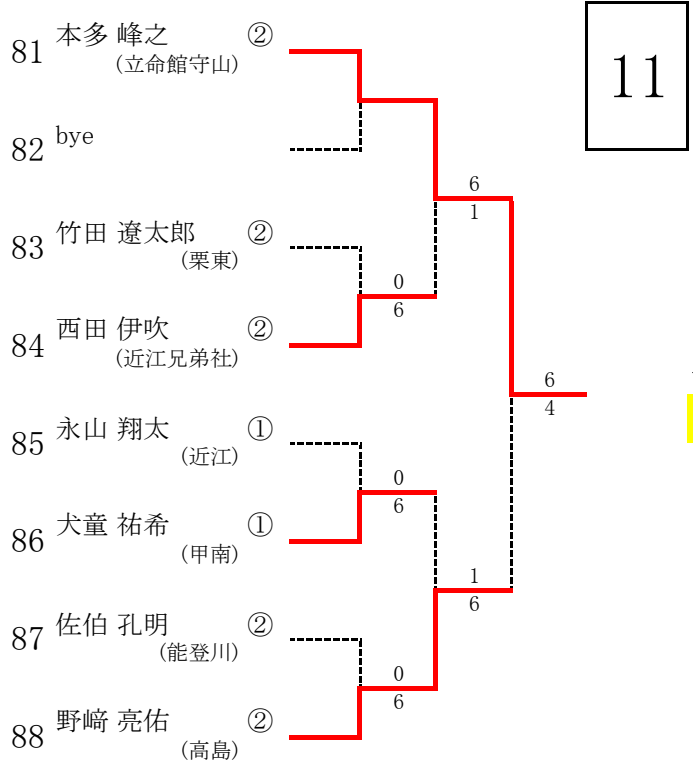 11
81 本多 峰之 ②
(立命館守山)
82 bye
6
1
83 竹田 遼太郎 ②
(栗東)
0
6
84 西田 伊吹 ②
(近江兄弟社)
6
4
85 永山 翔太 ①
(近江)
0
6
86 犬童 祐希 ①
(甲南)
1
6
87 佐伯 孔明 ②
(能登川)
0
6
88 野﨑 亮佑 ②
(高島)